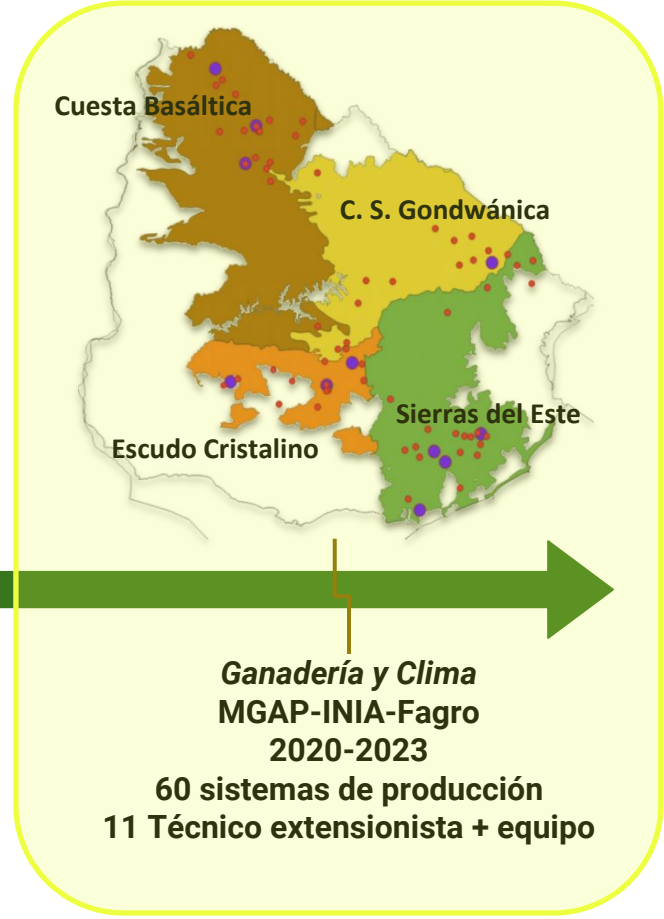 Cuesta Basáltica
C. S. Gondwánica
Sierras del Este
Escudo Cristalino
Ganadería y Clima
MGAP-INIA-Fagro
2020-2023
60 sistemas de producción
11 Técnico extensionista + equipo